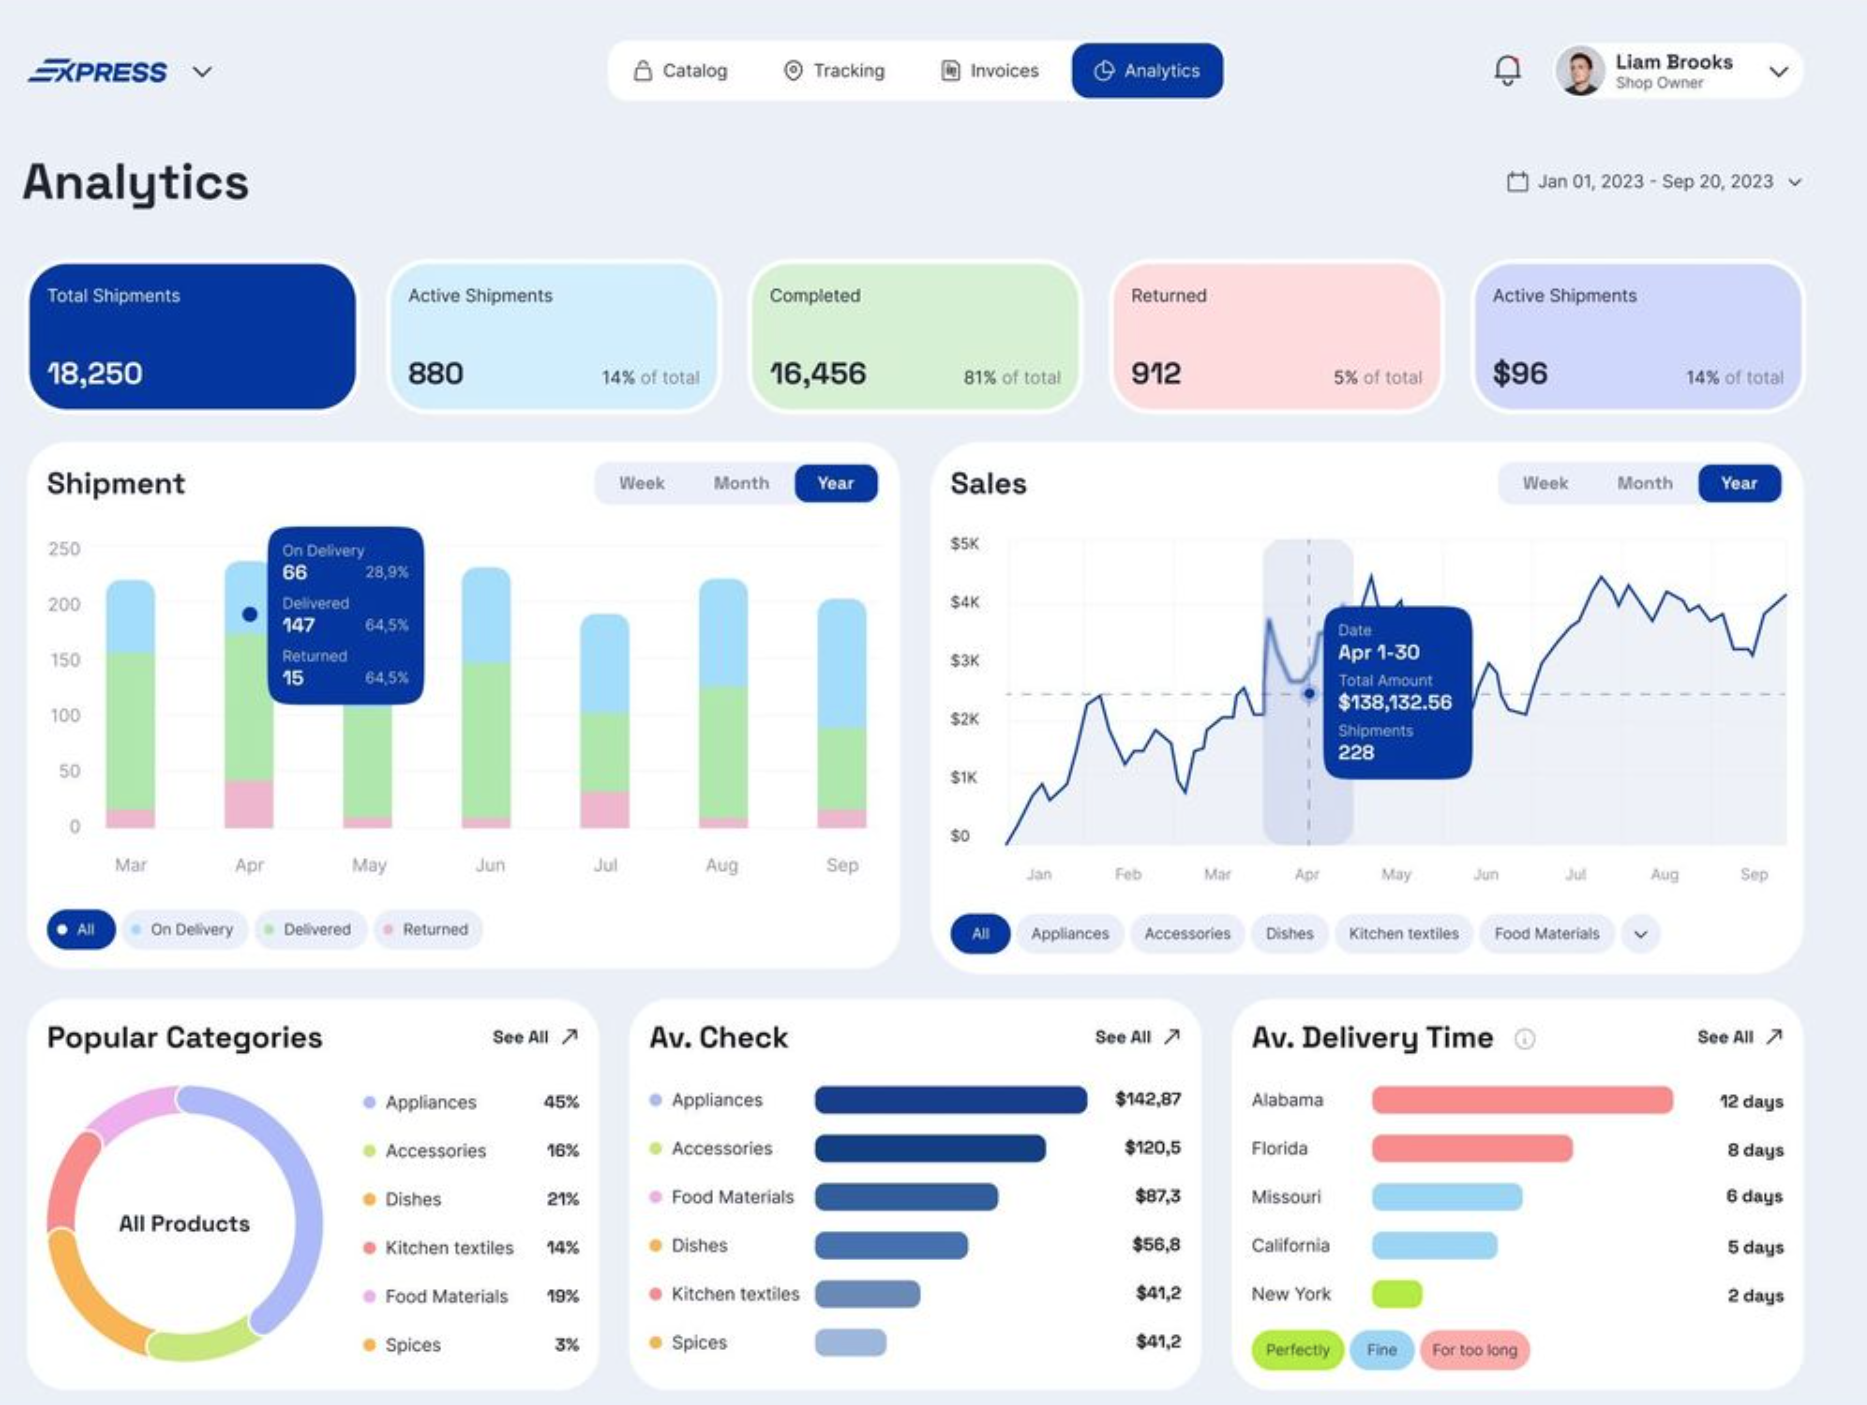 EXPRESS
Catalog
Tracking
Invoices
Analytics
Liam Brooks
Shop Owner
Analytics
Jan 01, 2023 - Sep 20, 2023
Total Shipments
18,250
Active Shipments
880
14% of total
Completed
16,456
81% of total
Returned
912
5% of total
Active Shipments
$96
14% of total
Shipment
Week
Month
Year
250
200
150
100
50
0
On Delivery
66 28,9%
Delivered
147 64,5%
Returned
15 64,5%
Mar
Apr
May
Jun
Jul
Aug
Sep
All
On Delivery
Delivered
Returned
Sales
Week
Month
Year
$5K
$4K
$3K
$2K
$1K
$0
Date
Apr 1-30
Total Amount
$138,132.56
Shipments
228
Jan
Feb
Mar
Apr
May
Jun
Jul
Aug
Sep
All
Appliances
Accessories
Dishes
Kitchen textiles
Food Materials
Popular Categories
See All
All Products
Appliances 45%
Accessories 16%
Dishes 21%
Kitchen textiles 14%
Food Materials 19%
Spices 3%
Av. Check
See All
Appliances $142,87
Accessories $120,5
Food Materials $87,3
Dishes $56,8
Kitchen textiles $41,2
Spices $41,2
Av. Delivery Time
See All
Alabama 12 days
Florida 8 days
Missouri 6 days
California 5 days
New York 2 days
Perfectly
Fine
For too long